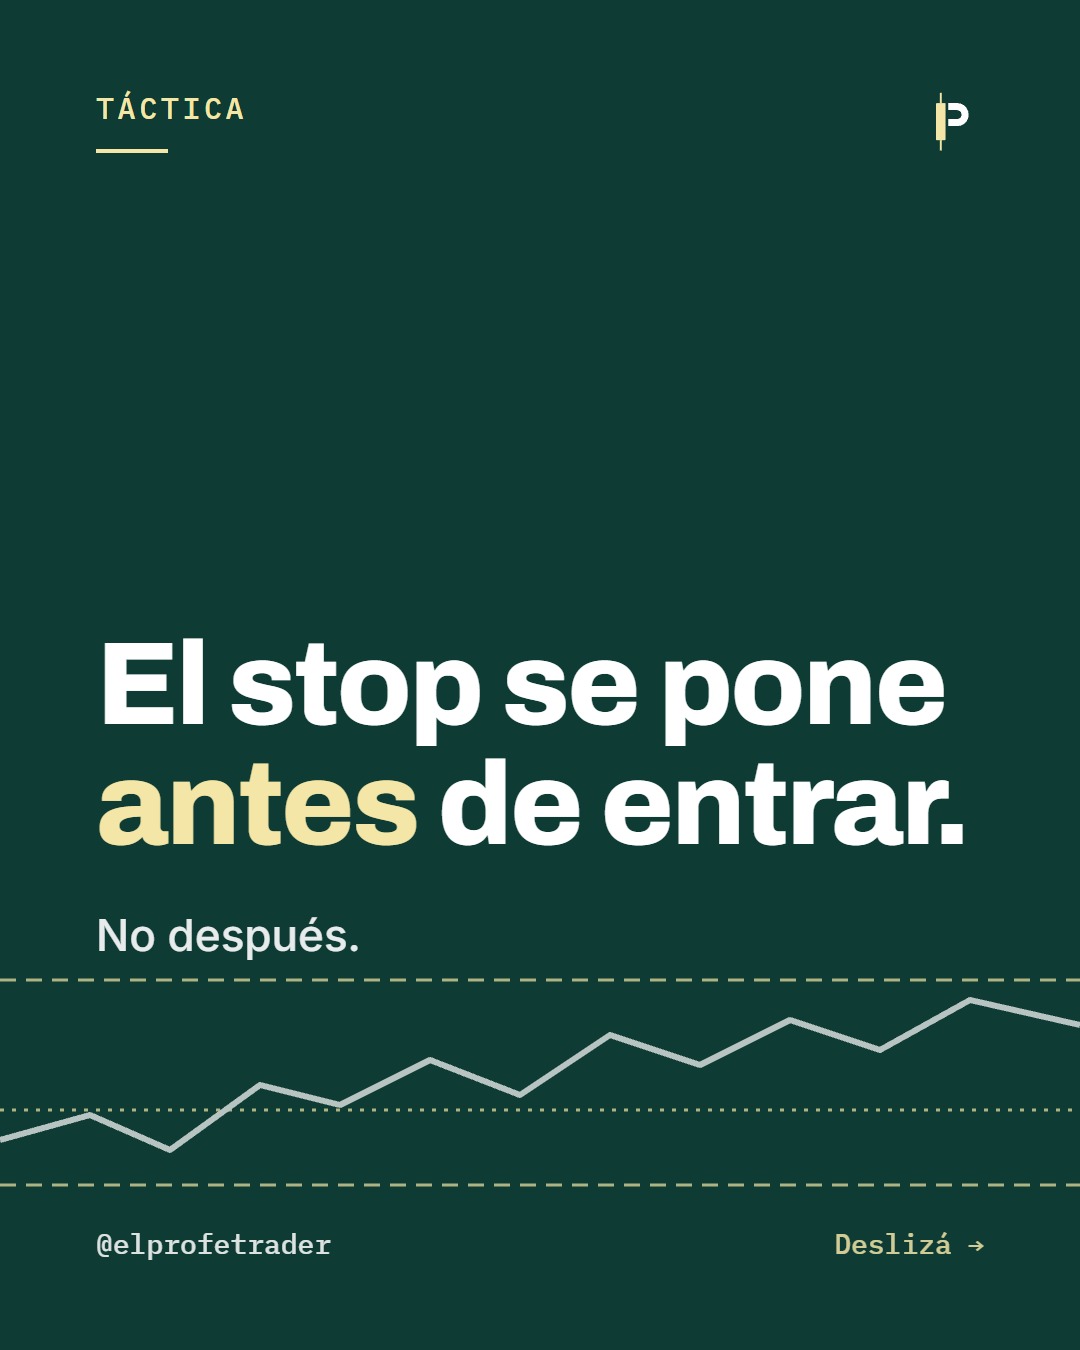 TÁCTICA
P
El stop se pone
antes de entrar.
No después.
@elprofetrader
Deslizá →